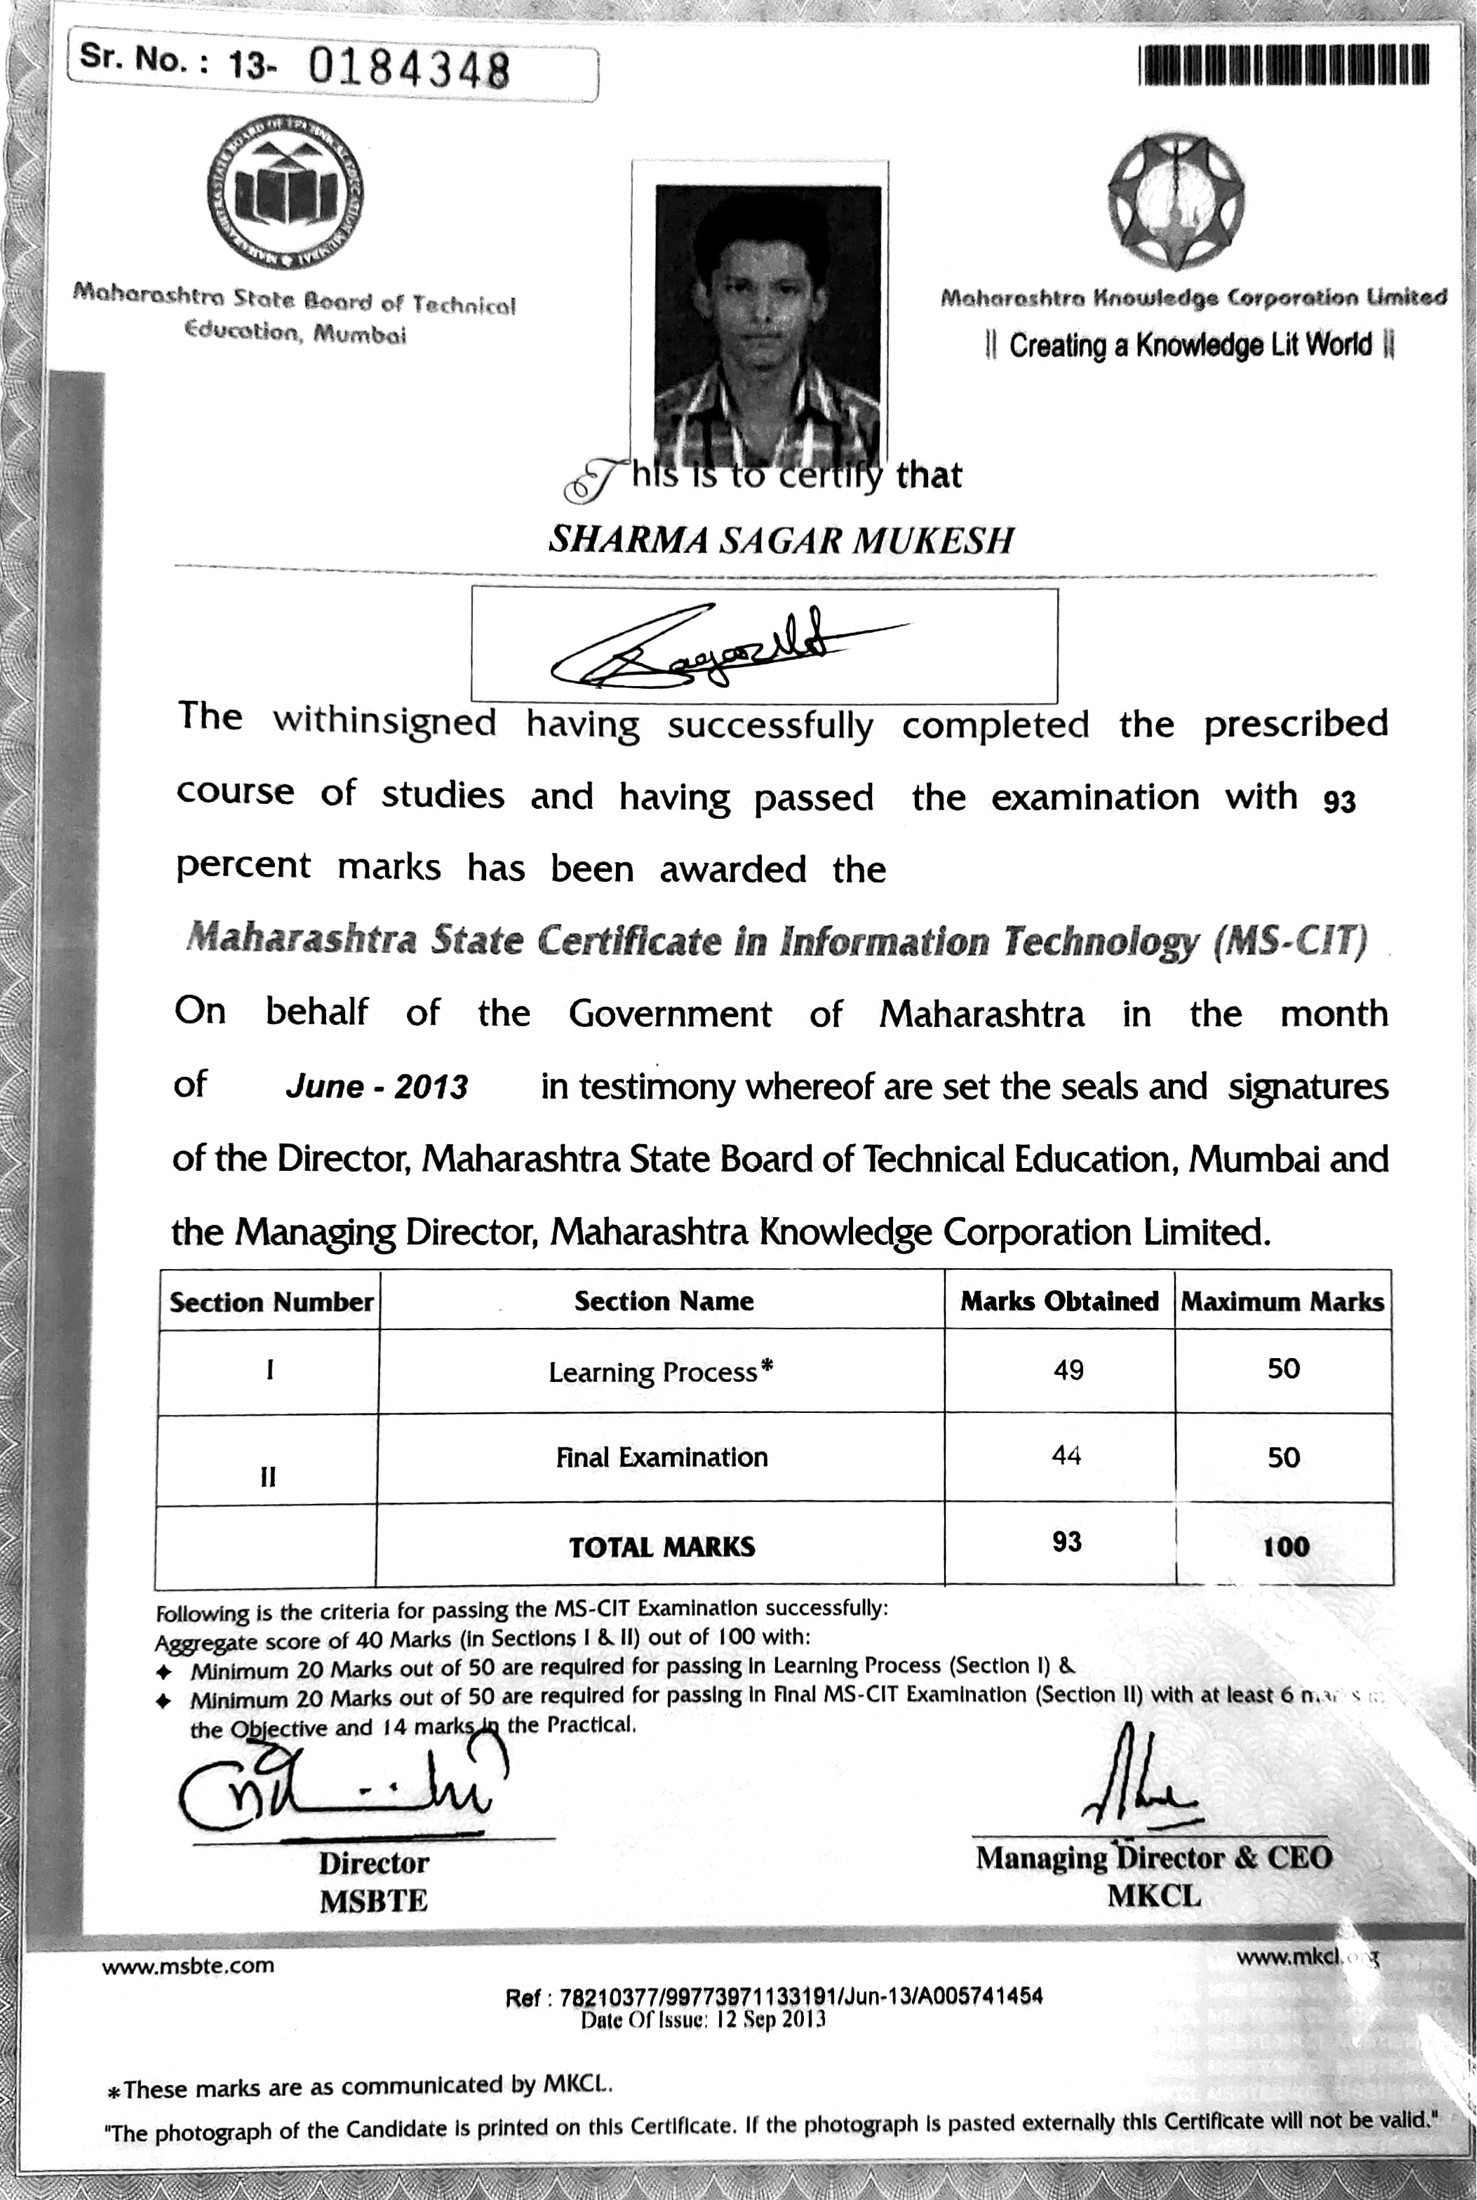 Sr. No. : 13- 0184348
MAHARASHTRA STATE BOARD OF TECHNICAL EDUCATION MUMBAI
Maharashtra State Board of Technical
Education, Mumbai
Maharashtra Knowledge Corporation Limited
|| Creating a Knowledge Lit World ||
This is to certify that
SHARMA SAGAR MUKESH
The withinsigned having successfully completed the prescribed
course of studies and having passed the examination with 93
percent marks has been awarded the
Maharashtra State Certificate in Information Technology (MS-CIT)
On behalf of the Government of Maharashtra in the month
of June - 2013 in testimony whereof are set the seals and signatures
of the Director, Maharashtra State Board of Technical Education, Mumbai and
the Managing Director, Maharashtra Knowledge Corporation Limited.
Section Number Section Name Marks Obtained Maximum Marks
I Learning Process* 49 50
II Final Examination 44 50
TOTAL MARKS 93 100
Following is the criteria for passing the MS-CIT Examination successfully:
Aggregate score of 40 Marks (in Sections I & II) out of 100 with:
✦ Minimum 20 Marks out of 50 are required for passing in Learning Process (Section I) &
✦ Minimum 20 Marks out of 50 are required for passing in Final MS-CIT Examination (Section II) with at least 6 marks
the Objective and 14 marks in the Practical.
Director
MSBTE
Managing Director & CEO
MKCL
www.msbte.com
www.mkcl.org
Ref : 78210377/99773971133191/Jun-13/A005741454
Date Of Issue: 12 Sep 2013
*These marks are as communicated by MKCL.
"The photograph of the Candidate is printed on this Certificate. If the photograph is pasted externally this Certificate will not be valid."